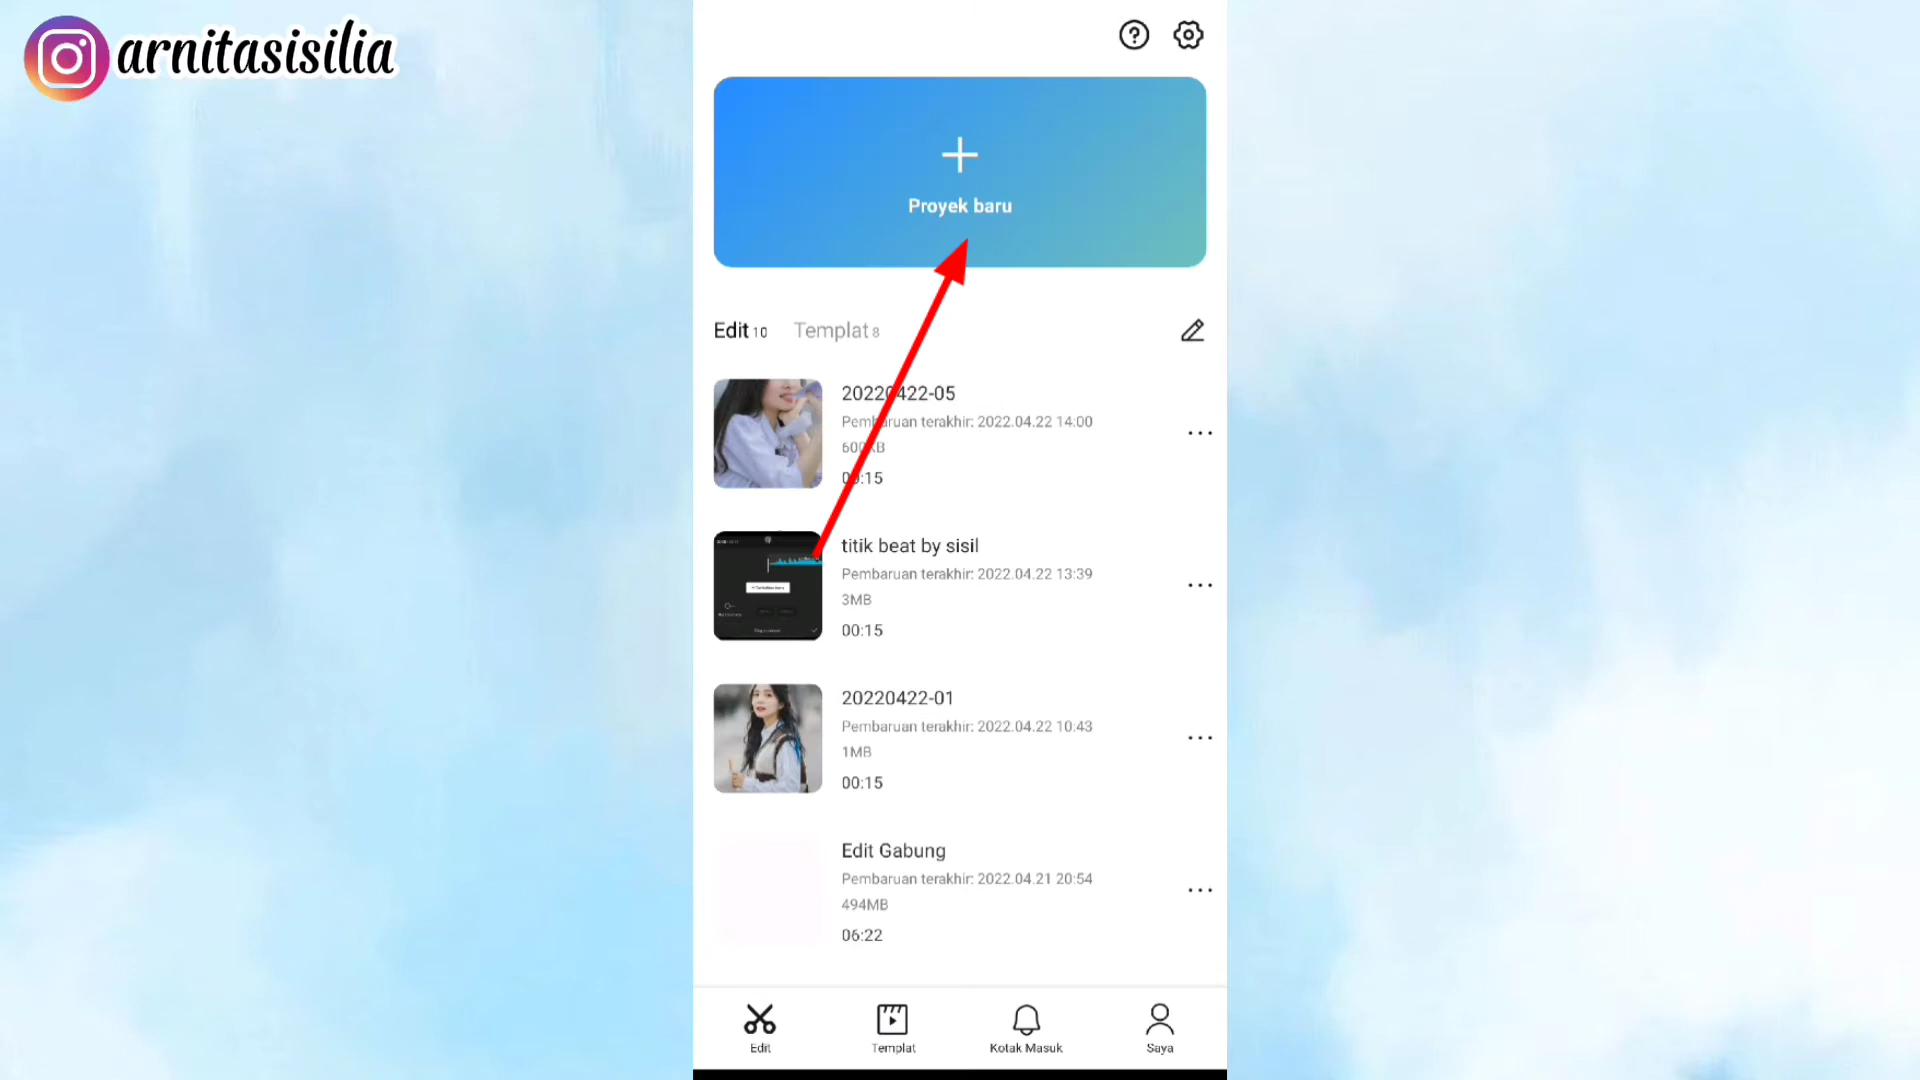 arnitasisilia
Proyek baru
Edit 10 Templat 8
20220422-05
Pembaruan terakhir: 2022.04.22 14:00
600KB
00:15
titik beat by sisil
Pembaruan terakhir: 2022.04.22 13:39
3MB
00:15
20220422-01
Pembaruan terakhir: 2022.04.22 10:43
1MB
00:15
Edit Gabung
Pembaruan terakhir: 2022.04.21 20:54
494MB
06:22
Edit Templat Kotak Masuk Saya